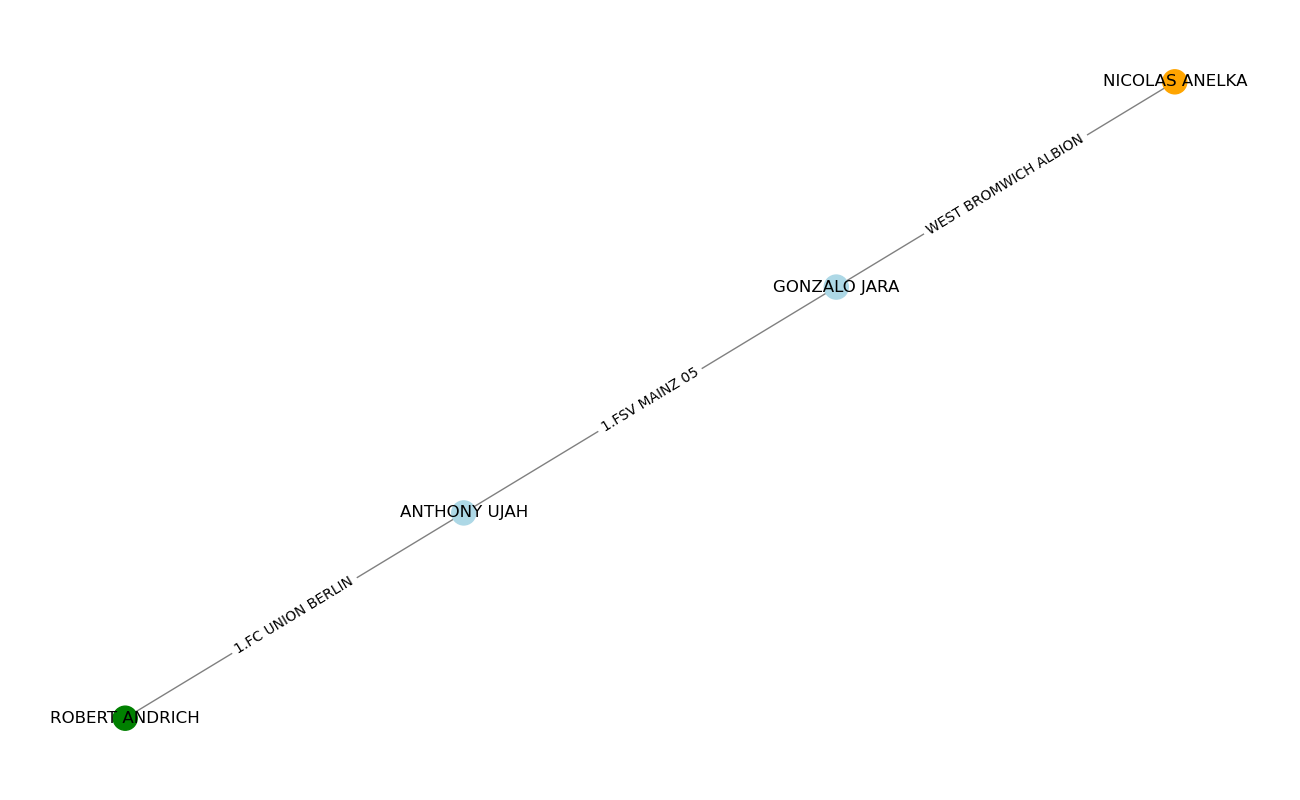 NICOLAS ANELKA
WEST BROMWICH ALBION
GONZALO JARA
1.FSV MAINZ 05
ANTHONY UJAH
1.FC UNION BERLIN
ROBERT ANDRICH